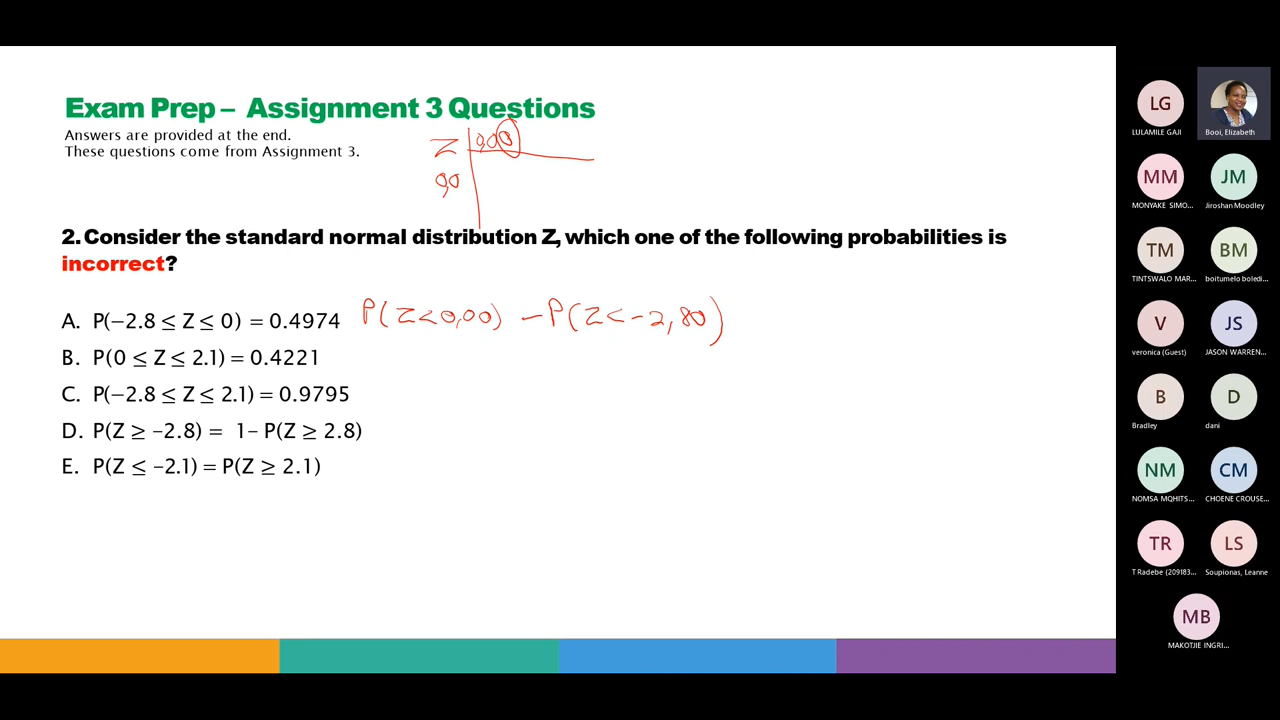 Exam Prep – Assignment 3 Questions
Answers are provided at the end.
These questions come from Assignment 3.
Z 0,00
0,0
2. Consider the standard normal distribution Z, which one of the following probabilities is
incorrect?
A. P(−2.8 ≤ Z ≤ 0) = 0.4974 P(Z<0,00) - P(Z<-2,80)
B. P(0 ≤ Z ≤ 2.1) = 0.4221
C. P(−2.8 ≤ Z ≤ 2.1) = 0.9795
D. P(Z ≥ −2.8) = 1− P(Z ≥ 2.8)
E. P(Z ≤ −2.1) = P(Z ≥ 2.1)
LG
LULAMILE GAJI
Booi, Elizabeth
MM JM
MONYAKE SIMO... Jiroshan Moodley
TM BM
TINTSWALO MAR... boitumelo boledi...
V JS
veronica (Guest) JASON WARREN...
B D
Bradley dani
NM CM
NOMSA MQHITS... CHOENE CROUSE...
TR LS
T Radebe (209183... Soupionas, Leanne
MB
MAKOTJIE INGRI...